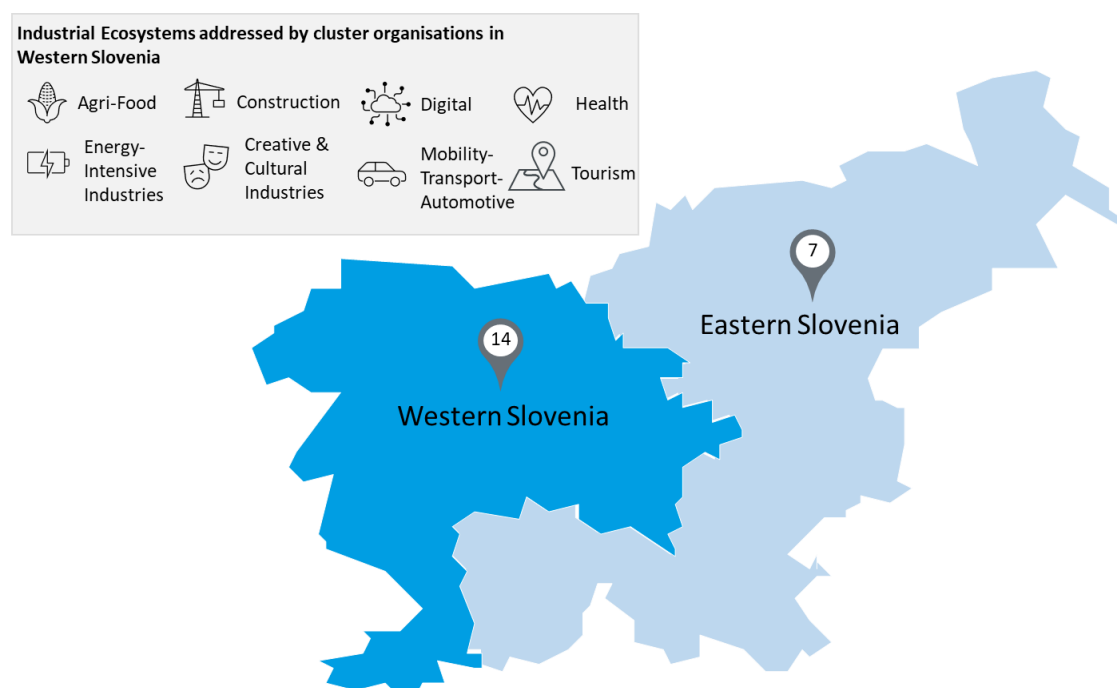 Industrial Ecosystems addressed by cluster organisations in
Western Slovenia
Agri-Food
Construction
Digital
Health
Energy-
Intensive
Industries
Creative &
Cultural
Industries
Mobility-
Transport-
Automotive
Tourism
7
Eastern Slovenia
14
Western Slovenia